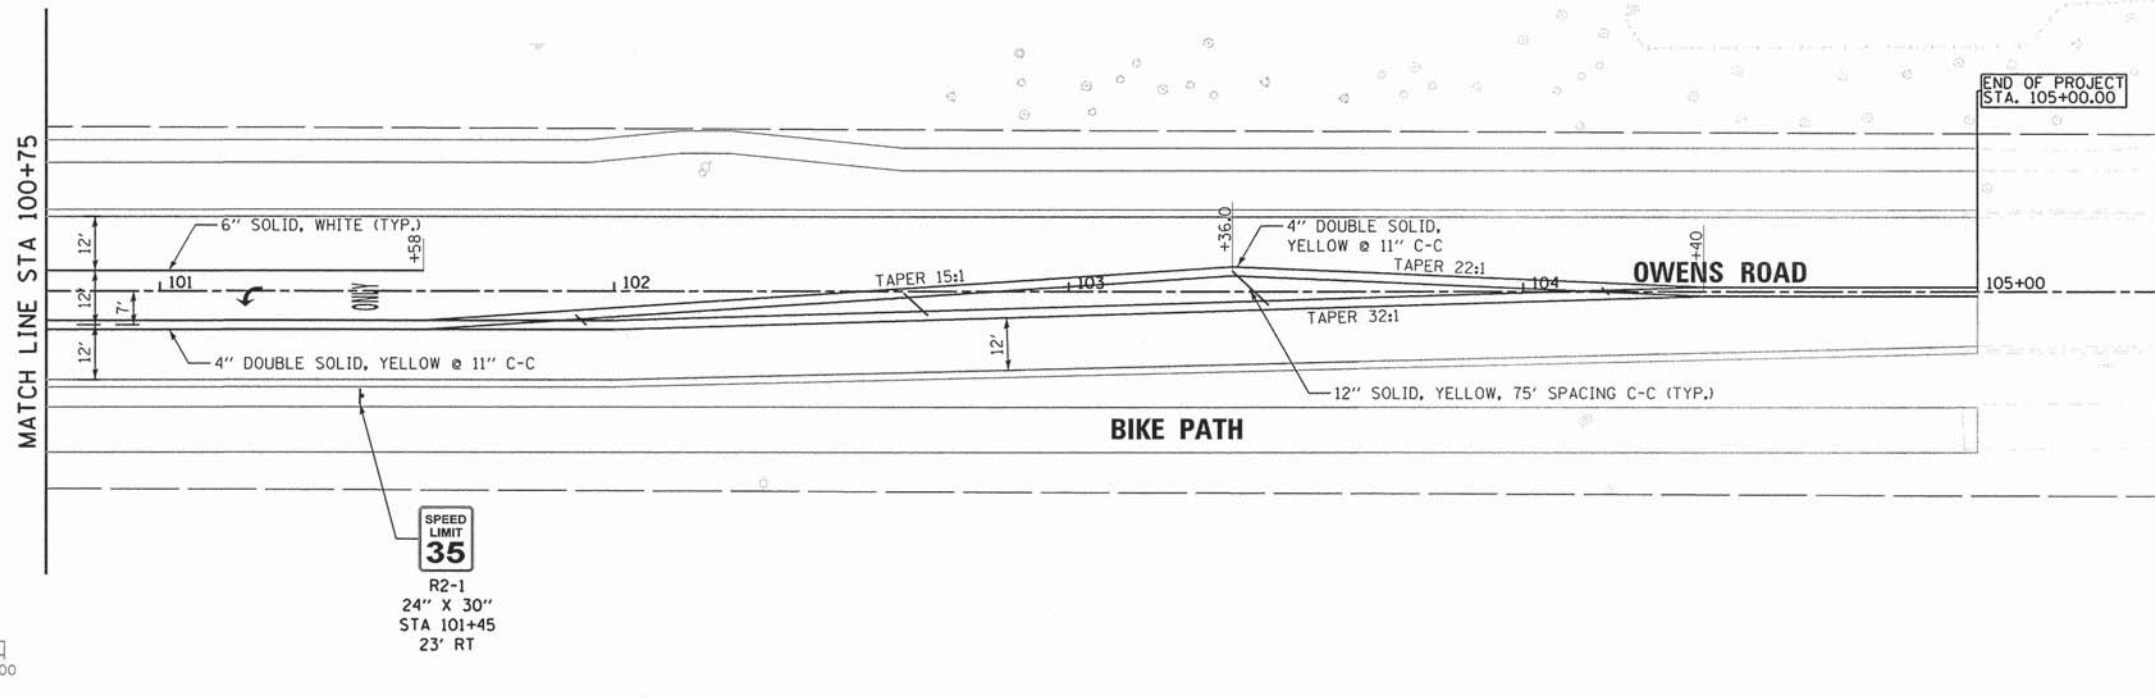 END OF PROJECT
STA. 105+00.00
MATCH LINE STA 100+75
12'
12'
7'
12'
6" SOLID, WHITE (TYP.)
+58
101
ONLY
102
TAPER 15:1
103
+36.0
4" DOUBLE SOLID,
YELLOW @ 11" C-C
TAPER 22:1
104
+40
OWENS ROAD
105+00
TAPER 32:1
12'
4" DOUBLE SOLID, YELLOW @ 11" C-C
12" SOLID, YELLOW, 75' SPACING C-C (TYP.)
BIKE PATH
SPEED
LIMIT
35
R2-1
24" X 30"
STA 101+45
23' RT